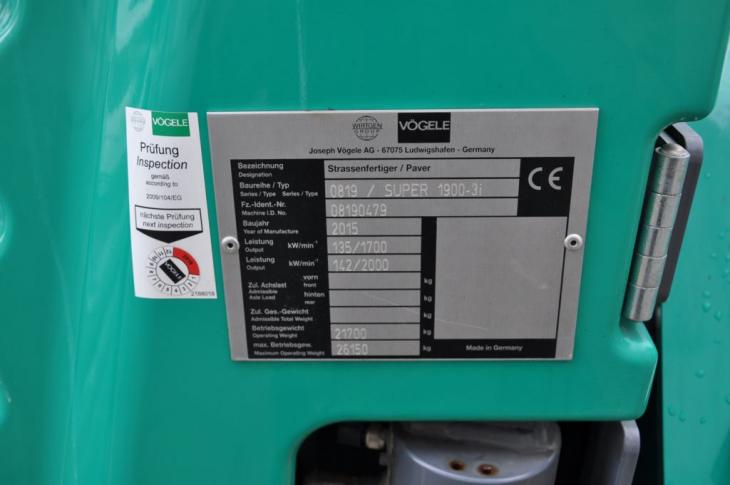 VÖGELE
Prüfung
Inspection
gemäß
according to
2009/104/EG
nächste Prüfung
next inspection
VÖGELE
2188018
WIRTGEN
GROUP
VÖGELE
Joseph Vögele AG - 67075 Ludwigshafen - Germany
Bezeichnung
Designation
Strassenfertiger / Paver
Baureihe / Typ
Series / Type Series / Type
0819 / SUPER 1900-3i
Fz.-Ident.-Nr.
Machine I.D. No.
08190479
Baujahr
Year of Manufacture
2015
Leistung kW/min⁻¹
Output
135/1700
Leistung kW/min⁻¹
Output
142/2000
Zul. Achslast vorn
Admissible front
Axle Load hinten
rear
kg
kg
Zul. Ges.-Gewicht
Admissible Total Weight
kg
Betriebsgewicht
Operating Weight
21700 kg
max. Betriebsgew.
Maximum Operating Weight
26150 kg
CE
Made in Germany